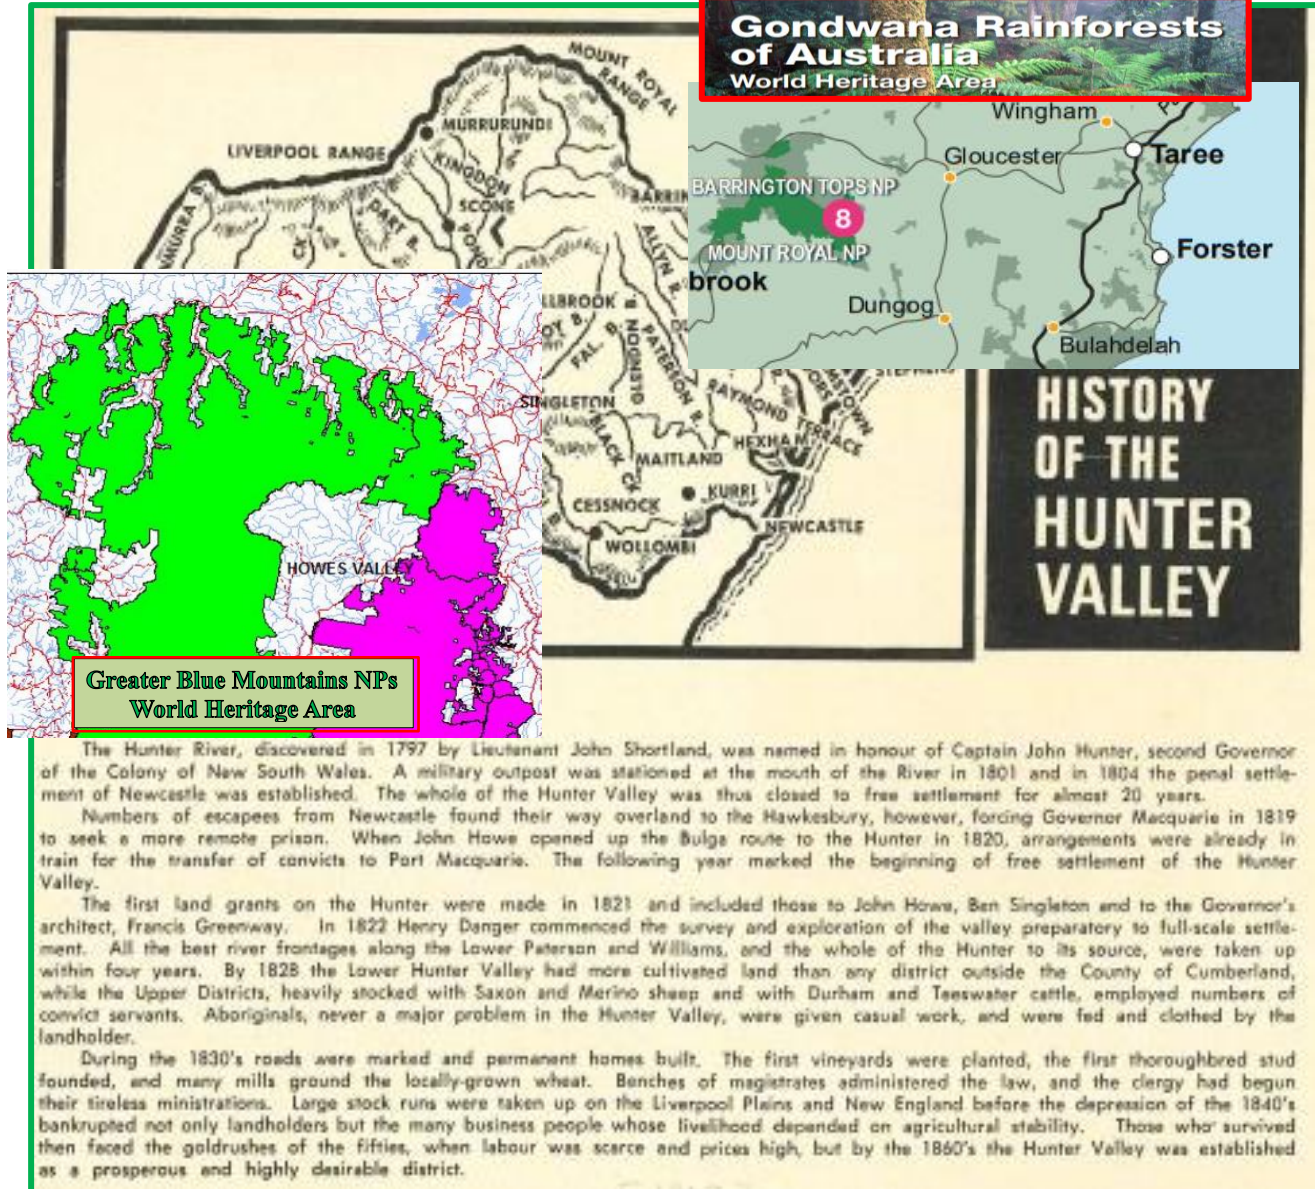 Gondwana Rainforests
of Australia
World Heritage Area
MOUNT ROYAL
RANGE
MURRURUNDI
LIVERPOOL RANGE
KINGDON
SCONE
DART B.
CK
ALLYN R.
Wingham
Gloucester
Taree
BARRINGTON TOPS NP
8
MOUNT ROYAL NP
Forster
brook
Dungog
Bulahdelah
LLBROOK
FAL. B.
PATERSON R.
SINGLETON
BLACK CK
RAYMOND TERRACE
HEXHAM
MAITLAND
KURRI
CESSNOCK
NEWCASTLE
WOLLOMBI
HISTORY
OF THE
HUNTER
VALLEY
HOWES VALLEY
Greater Blue Mountains NPs
World Heritage Area
The Hunter River, discovered in 1797 by Lieutenant John Shortland, was named in honour of Captain John Hunter, second Governor
of the Colony of New South Wales. A military outpost was stationed at the mouth of the River in 1801 and in 1804 the penal settle-
ment of Newcastle was established. The whole of the Hunter Valley was thus closed to free settlement for almost 20 years.
Numbers of escapees from Newcastle found their way overland to the Hawkesbury, however, forcing Governor Macquarie in 1819
to seek a more remote prison. When John Howe opened up the Bulga route to the Hunter in 1820, arrangements were already in
train for the transfer of convicts to Port Macquarie. The following year marked the beginning of free settlement of the Hunter
Valley.
The first land grants on the Hunter were made in 1821 and included those to John Howe, Ben Singleton and to the Governor's
architect, Francis Greenway. In 1822 Henry Danger commenced the survey and exploration of the valley preparatory to full-scale settle-
ment. All the best river frontages along the Lower Paterson and Williams, and the whole of the Hunter to its source, were taken up
within four years. By 1828 the Lower Hunter Valley had more cultivated land than any district outside the County of Cumberland,
while the Upper Districts, heavily stocked with Saxon and Merino sheep and with Durham and Teeswater cattle, employed numbers of
convict servants. Aboriginals, never a major problem in the Hunter Valley, were given casual work, and were fed and clothed by the
landholder.
During the 1830's roads were marked and permanent homes built. The first vineyards were planted, the first thoroughbred stud
founded, and many mills ground the locally-grown wheat. Benches of magistrates administered the law, and the clergy had begun
their tireless ministrations. Large stock runs were taken up on the Liverpool Plains and New England before the depression of the 1840's
bankrupted not only landholders but the many business people whose livelihood depended on agricultural stability. Those who survived
then faced the goldrushes of the fifties, when labour was scarce and prices high, but by the 1860's the Hunter Valley was established
as a prosperous and highly desirable district.